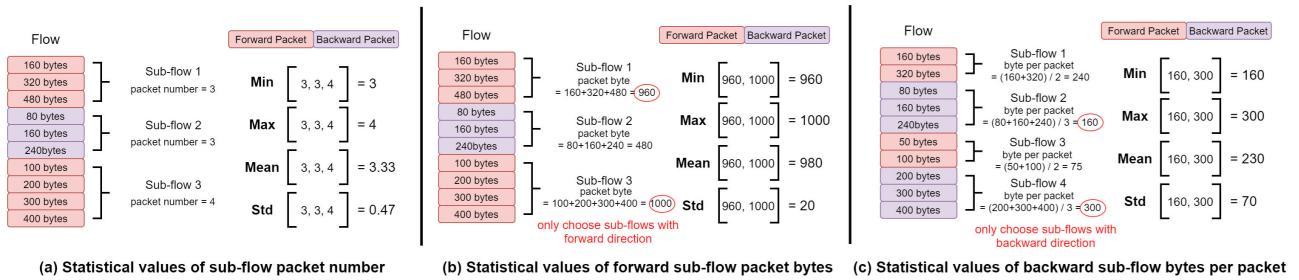 Flow
Forward Packet Backward Packet
160 bytes
320 bytes
480 bytes
80 bytes
160 bytes
240bytes
100 bytes
200 bytes
300 bytes
400 bytes
Sub-flow 1
packet number = 3
Sub-flow 2
packet number = 3
Sub-flow 3
packet number = 4
Min [3, 3, 4] = 3
Max [3, 3, 4] = 4
Mean [3, 3, 4] = 3.33
Std [3, 3, 4] = 0.47
(a) Statistical values of sub-flow packet number
Flow
Forward Packet Backward Packet
160 bytes
320 bytes
480 bytes
80 bytes
160 bytes
240bytes
100 bytes
200 bytes
300 bytes
400 bytes
Sub-flow 1
packet byte
= 160+320+480 = 960
Sub-flow 2
packet byte
= 80+160+240 = 480
Sub-flow 3
packet byte
= 100+200+300+400 = 1000
only choose sub-flows with
forward direction
Min [960, 1000] = 960
Max [960, 1000] = 1000
Mean [960, 1000] = 980
Std [960, 1000] = 20
(b) Statistical values of forward sub-flow packet bytes
Flow
Forward Packet Backward Packet
160 bytes
320 bytes
80 bytes
160 bytes
240bytes
50 bytes
100 bytes
200 bytes
300 bytes
400 bytes
Sub-flow 1
byte per packet
= (160+320) / 2 = 240
Sub-flow 2
byte per packet
= (80+160+240) / 3 = 160
Sub-flow 3
byte per packet
= (50+100) / 2 = 75
Sub-flow 4
byte per packet
= (200+300+400) / 3 = 300
only choose sub-flows with
backward direction
Min [160, 300] = 160
Max [160, 300] = 300
Mean [160, 300] = 230
Std [160, 300] = 70
(c) Statistical values of backward sub-flow bytes per packet